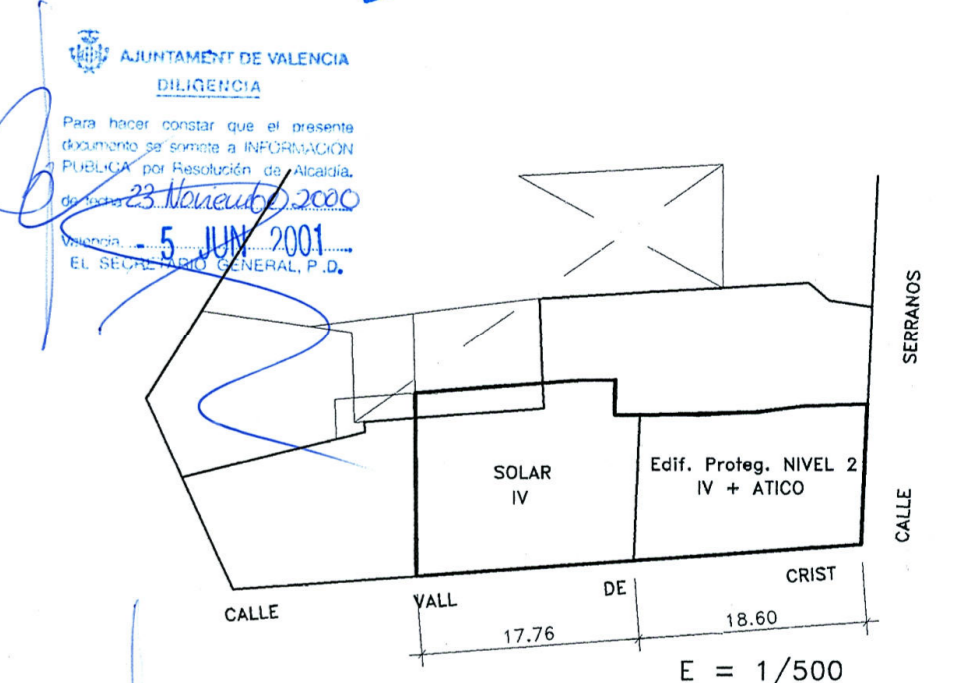 AJUNTAMENT DE VALENCIA
DILIGENCIA
Para hacer constar que el presente
documento se somete a INFORMACIÓN
PUBLICA por Resolución de Alcaldía.
de fecha 23 Noviembre 2000
Valencia - 5 JUN 2001
EL SECRETARIO GENERAL, P.D.
SERRANOS
CALLE
SOLAR
IV
Edif. Proteg. NIVEL 2
IV + ATICO
CALLE VALL DE CRIST
17.76
18.60
E = 1/500